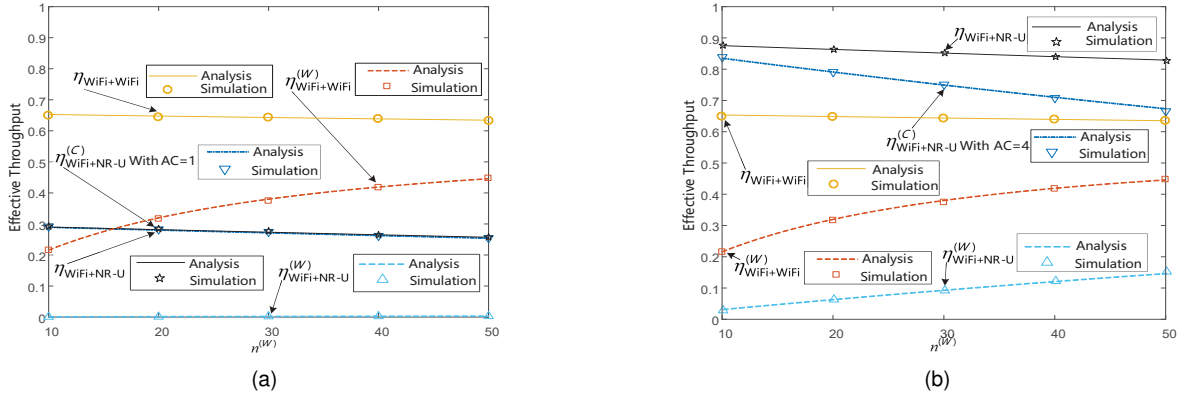 1
0.9
0.8
0.7
0.6
0.5
0.4
0.3
0.2
0.1
0
Effective Throughput
10 20 30 40 50
n^(W)
η_WiFi+WiFi
Analysis
Simulation
η^(W)_WiFi+WiFi
Analysis
Simulation
η^(C)_WiFi+NR-U With AC=1
Analysis
Simulation
η_WiFi+NR-U
Analysis
Simulation
η^(W)_WiFi+NR-U
Analysis
Simulation
(a)
1
0.9
0.8
0.7
0.6
0.5
0.4
0.3
0.2
0.1
0
Effective Throughput
10 20 30 40 50
n^(W)
η_WiFi+NR-U
Analysis
Simulation
η^(C)_WiFi+NR-U With AC=4
Analysis
Simulation
η_WiFi+WiFi
Analysis
Simulation
η^(W)_WiFi+WiFi
Analysis
Simulation
η^(W)_WiFi+NR-U
Analysis
Simulation
(b)